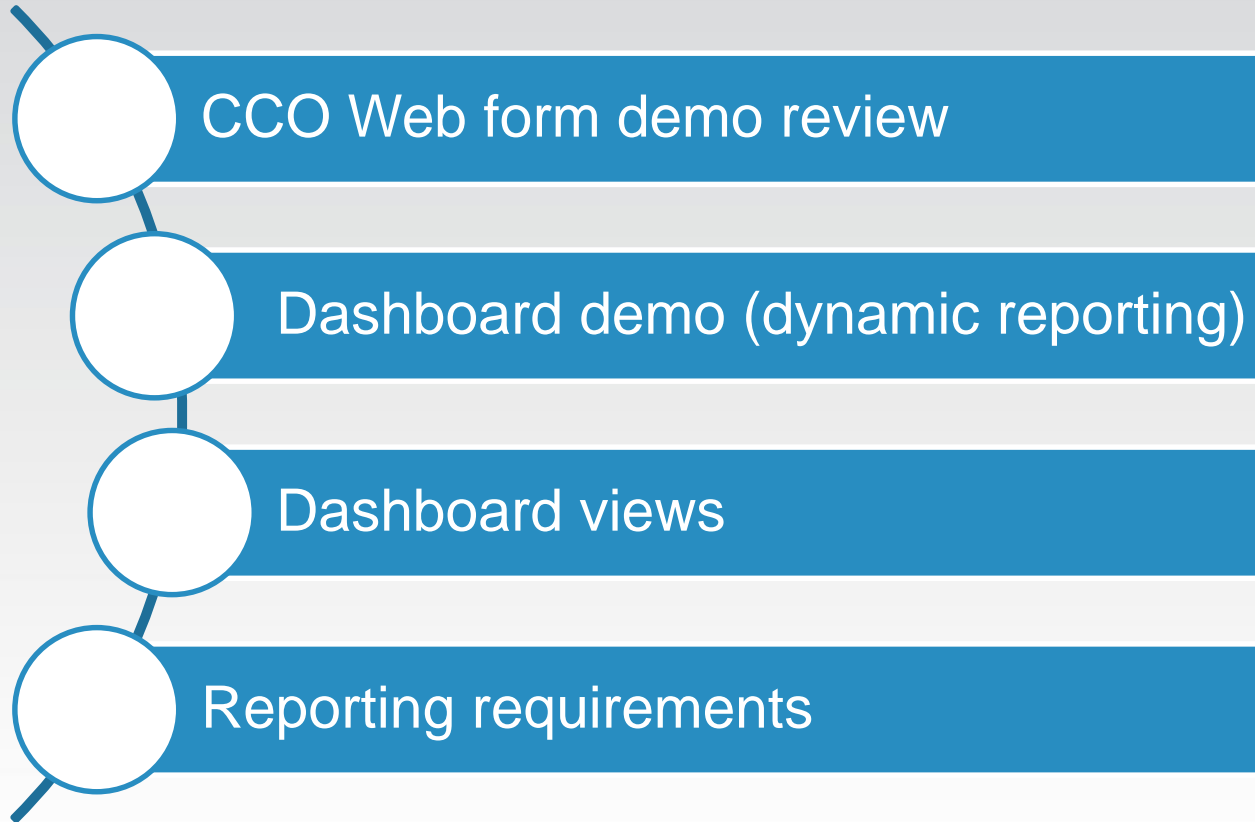 CCO Web form demo review
Dashboard demo (dynamic reporting)
Dashboard views
Reporting requirements